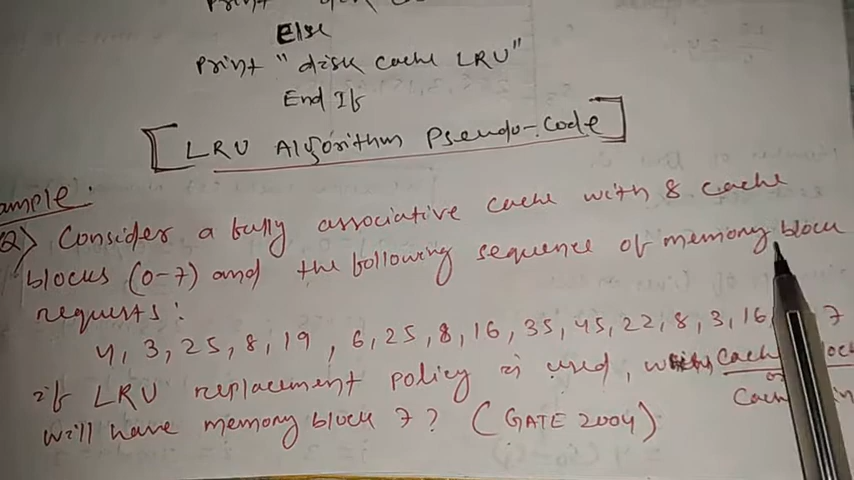 Else
Print "disk cache LRU"
End If
[LRU Algorithm Pseudo-Code]
ample:
Q> Consider a fully associative cache with 8 cache
blocks (0-7) and the following sequence of memory block
requests:
4, 3, 25, 8, 19, 6, 25, 8, 16, 35, 45, 22, 8, 3, 16, 7
if LRU replacement policy is used, which cache
or
will have memory block 7? (GATE 2004)